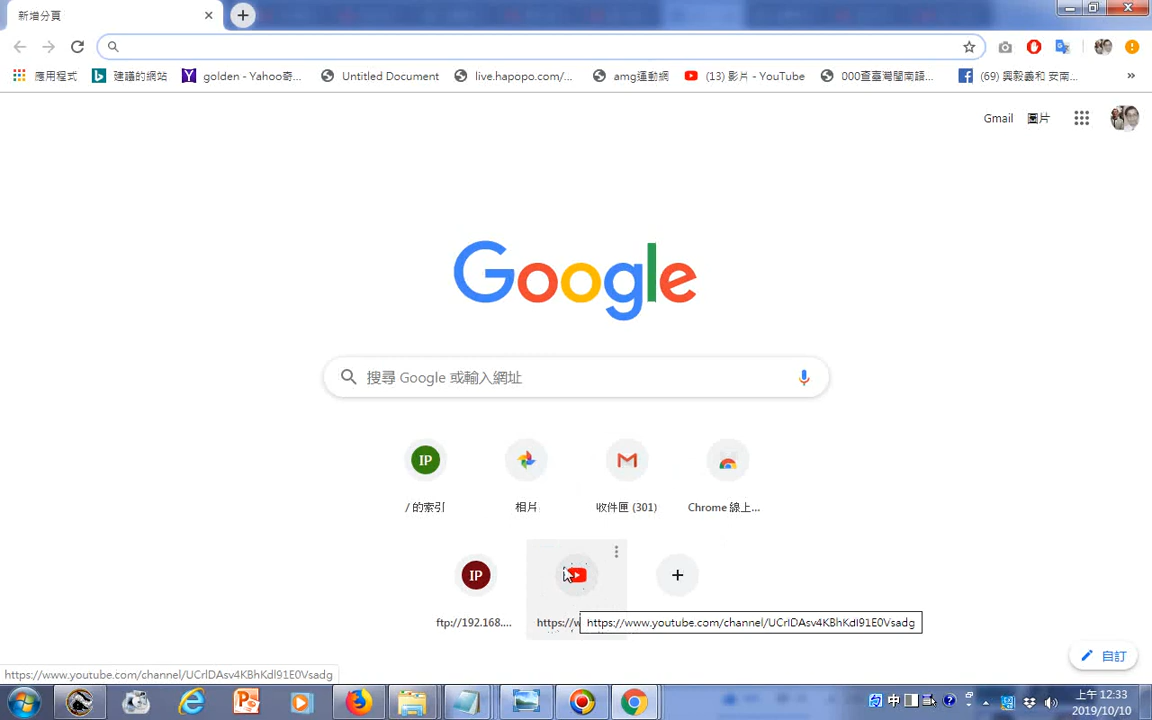 新增分頁
應用程式 建議的網站 golden - Yahoo奇... Untitled Document live.hapopo.com/... amg運動網 (13) 影片 - YouTube 000查臺灣閩南語... (69) 興毅義和 安南... »
Gmail 圖片
Google
搜尋 Google 或輸入網址
IP
/ 的索引 相片 收件匣 (301) Chrome 線上...
IP
ftp://192.168.... https://w https://www.youtube.com/channel/UCrIDAsv4KBhKdI91E0Vsadg
自訂
https://www.youtube.com/channel/UCrIDAsv4KBhKdI91E0Vsadg
中 上午 12:33
2019/10/10